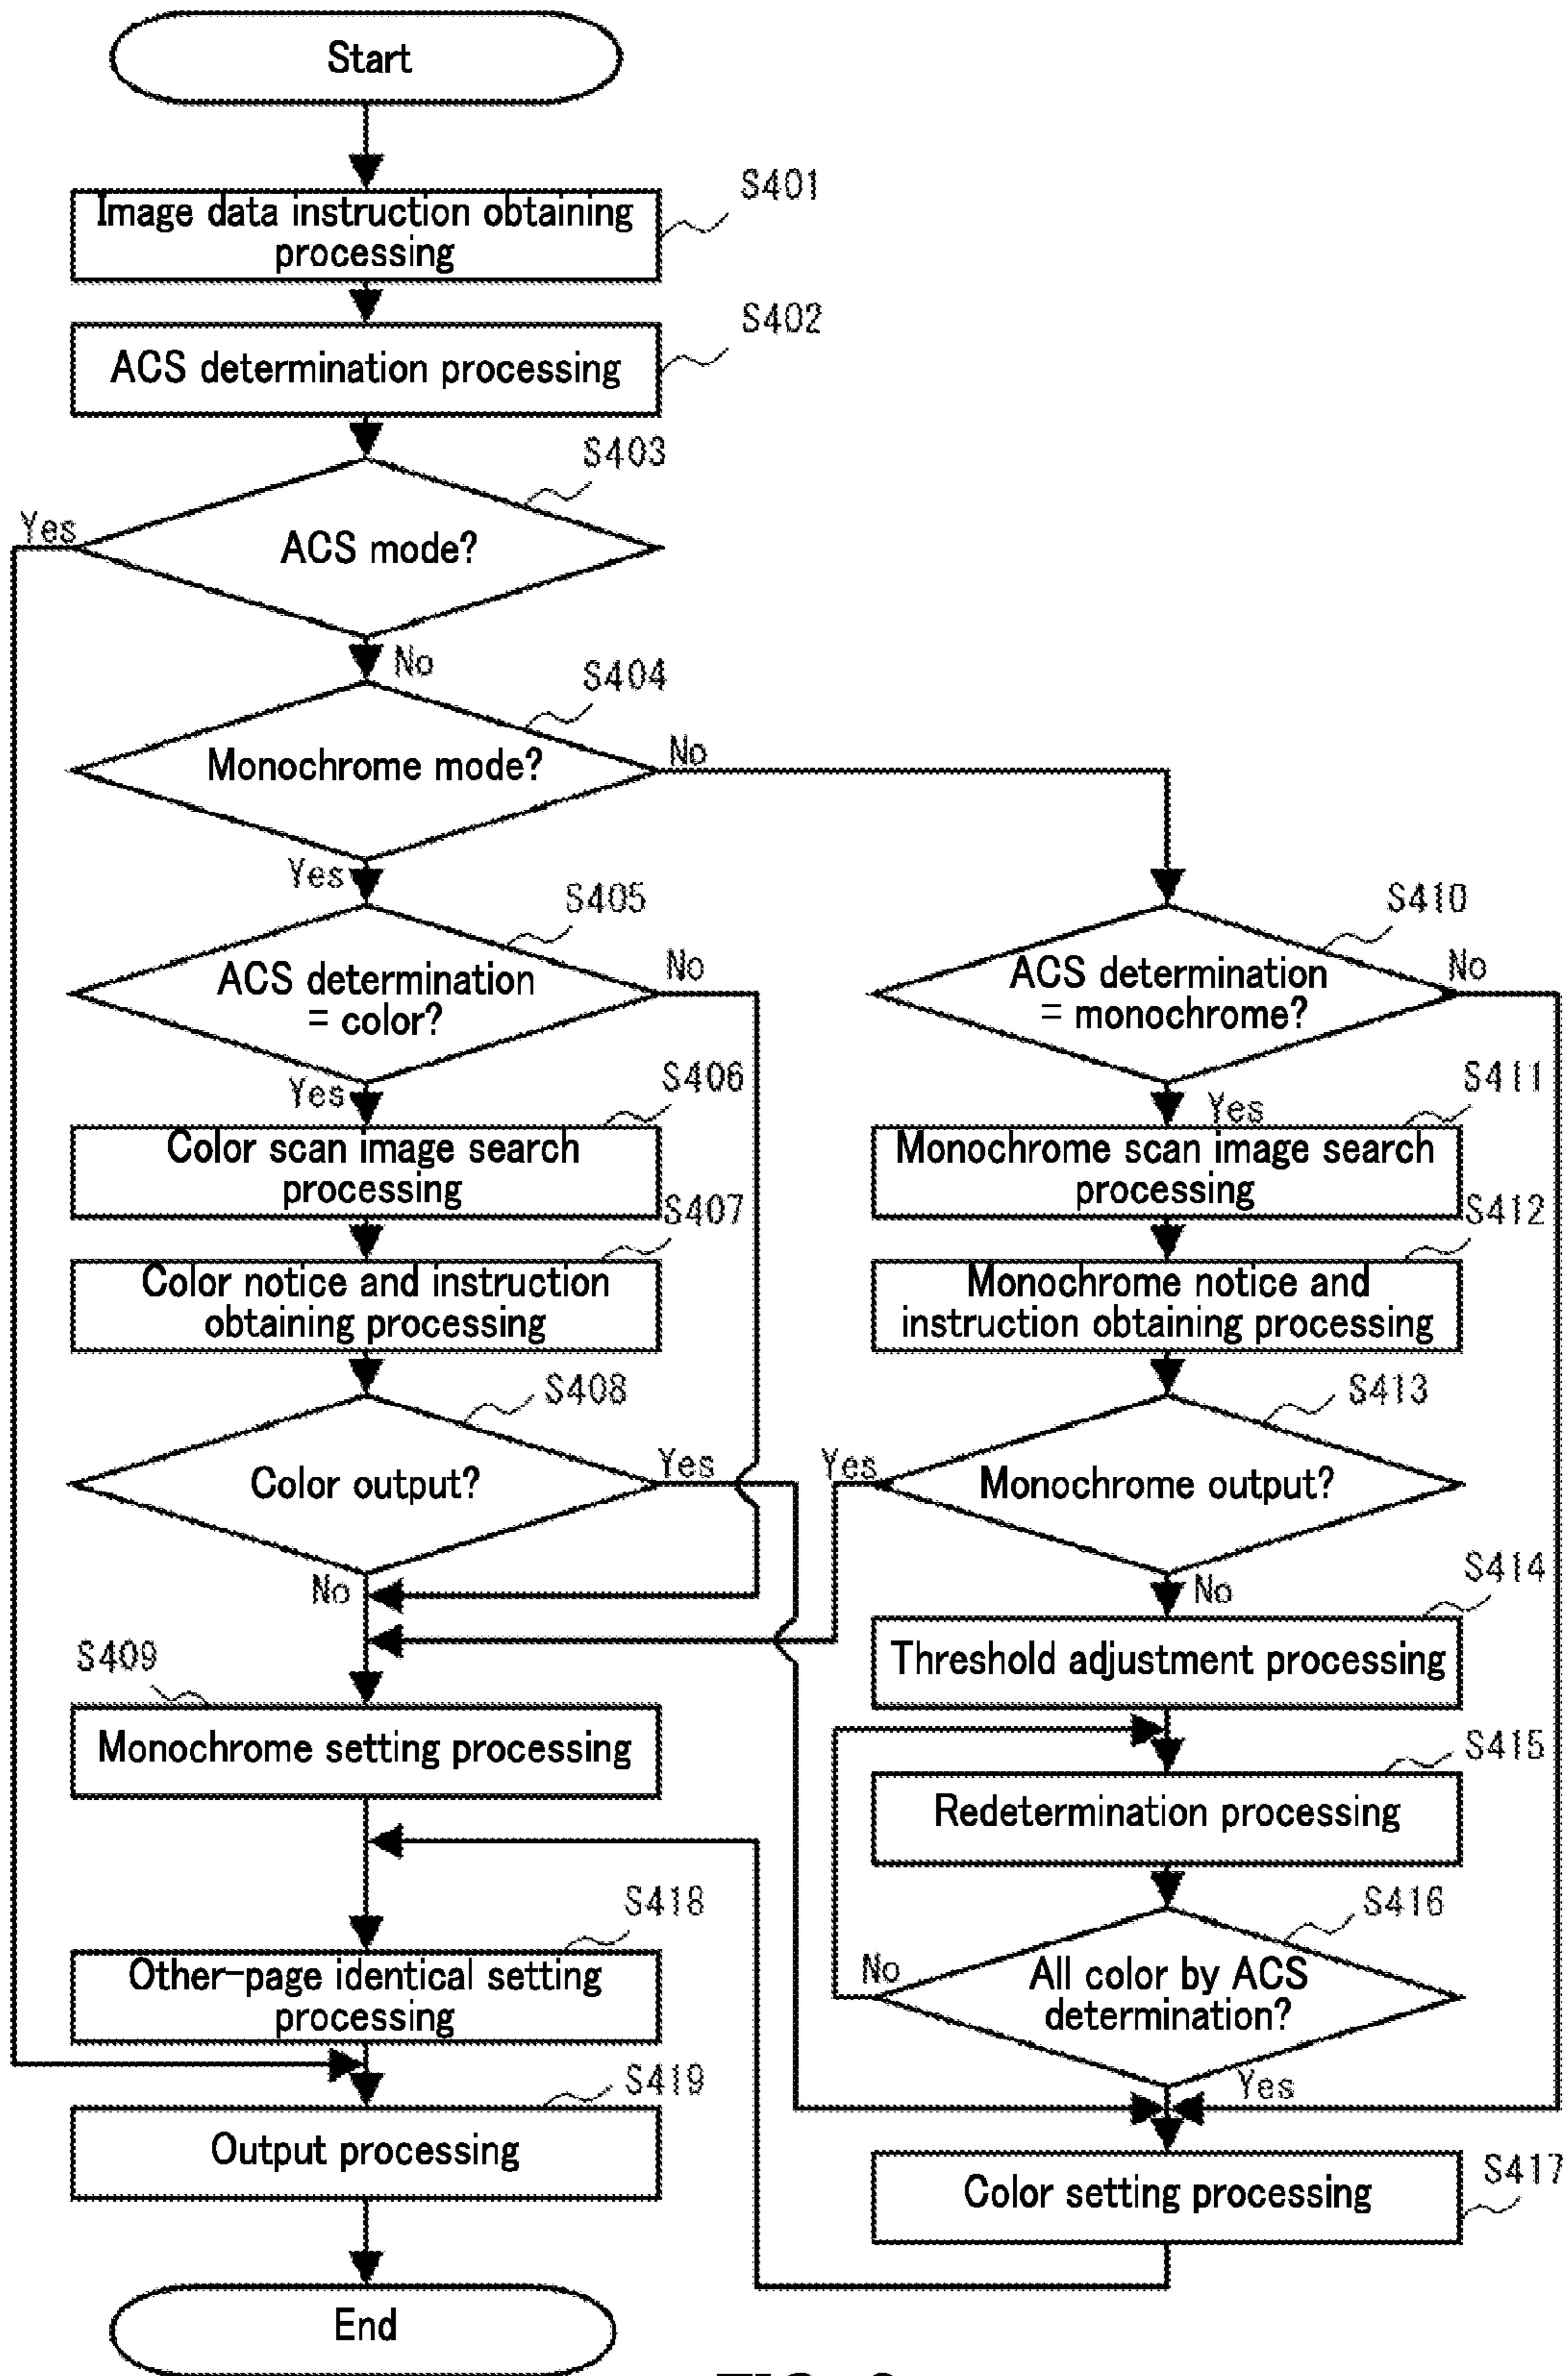 Start
S401
Image data instruction obtaining
processing
S402
ACS determination processing
S403
Yes
ACS mode?
No
S404
Monochrome mode?
No
Yes
S405
ACS determination
= color?
No
Yes
S406
Color scan image search
processing
S407
Color notice and instruction
obtaining processing
S408
Color output?
Yes
No
S409
Monochrome setting processing
S410
ACS determination
= monochrome?
No
Yes
S411
Monochrome scan image search
processing
S412
Monochrome notice and
instruction obtaining processing
S413
Yes
Monochrome output?
No
S414
Threshold adjustment processing
S415
Redetermination processing
S416
No
All color by ACS
determination?
Yes
S417
Color setting processing
S418
Other-page identical setting
processing
S419
Output processing
End